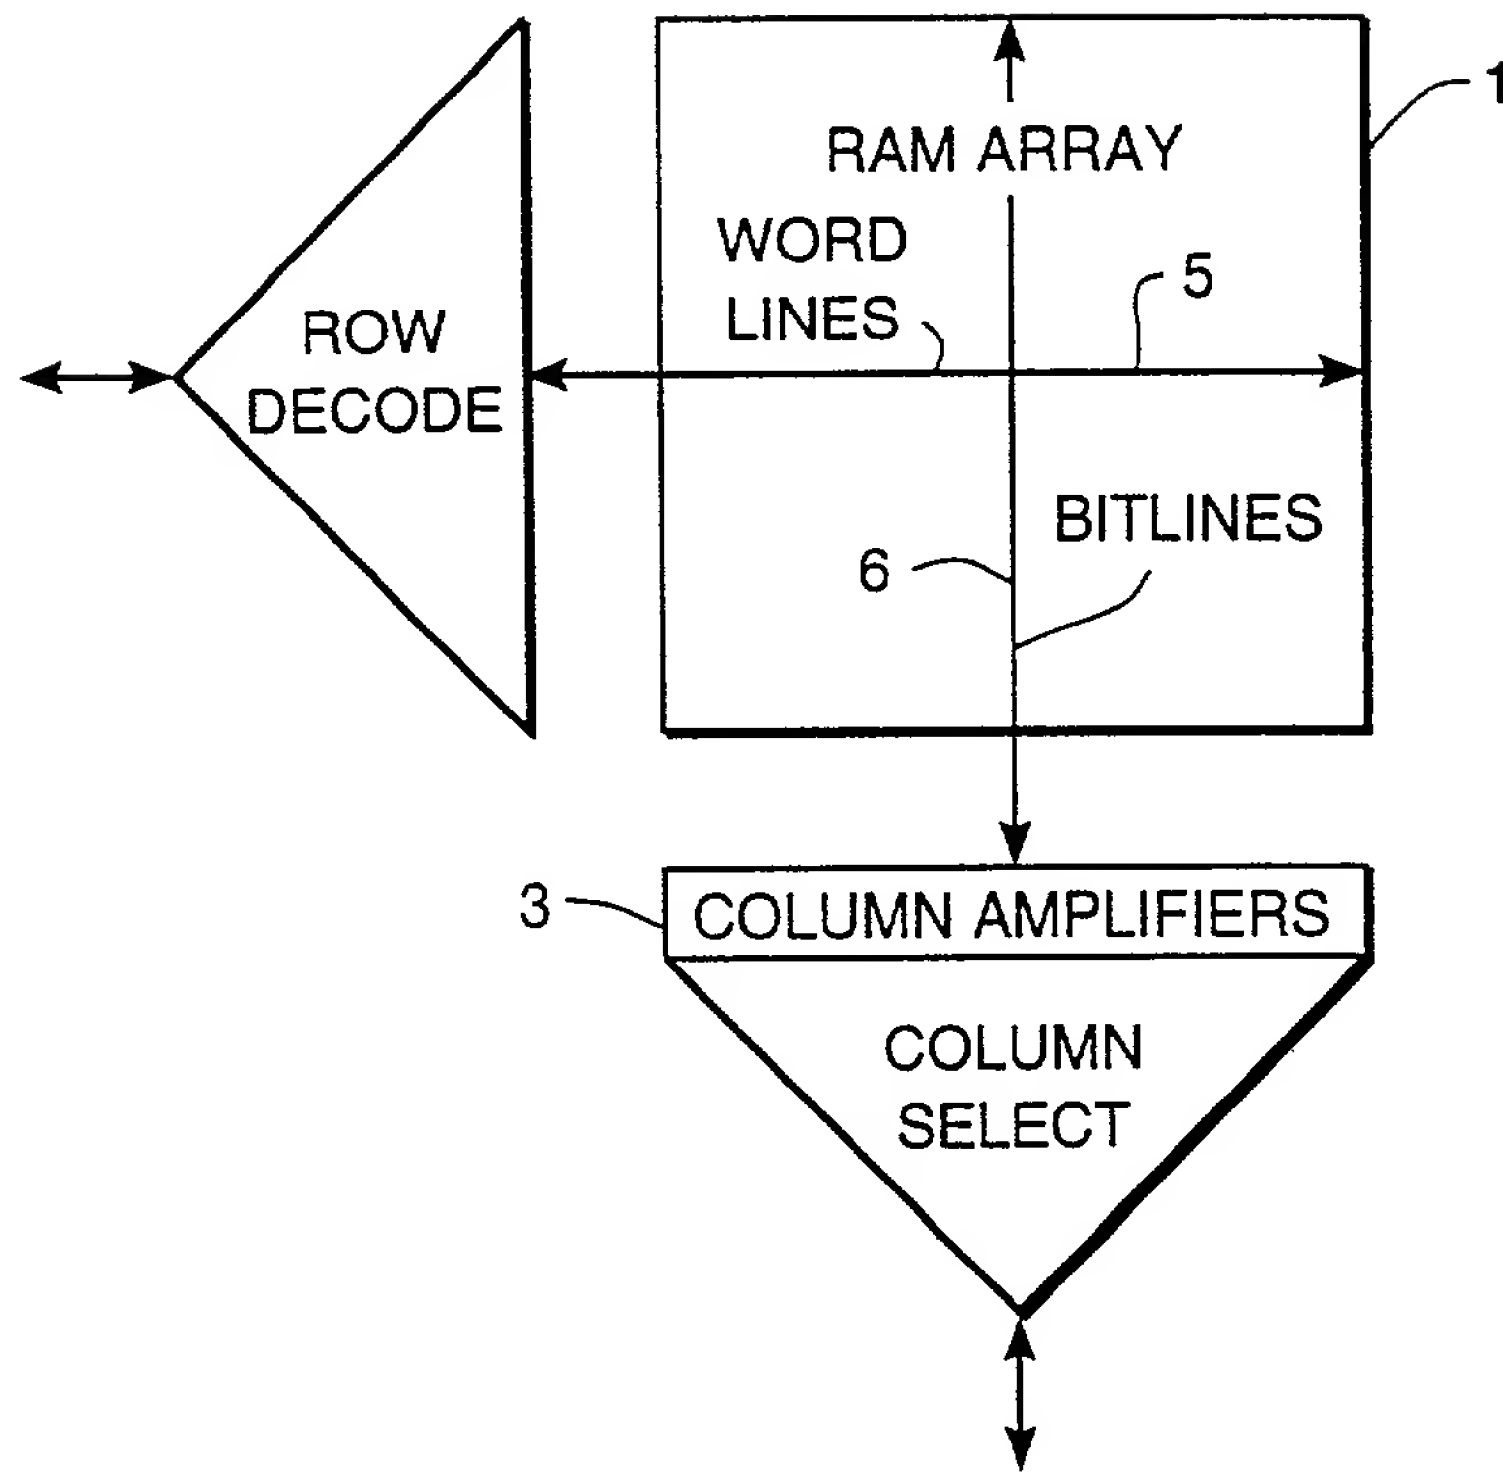 1
RAM ARRAY
WORD
LINES
5
ROW
DECODE
BITLINES
6
3
COLUMN AMPLIFIERS
COLUMN
SELECT